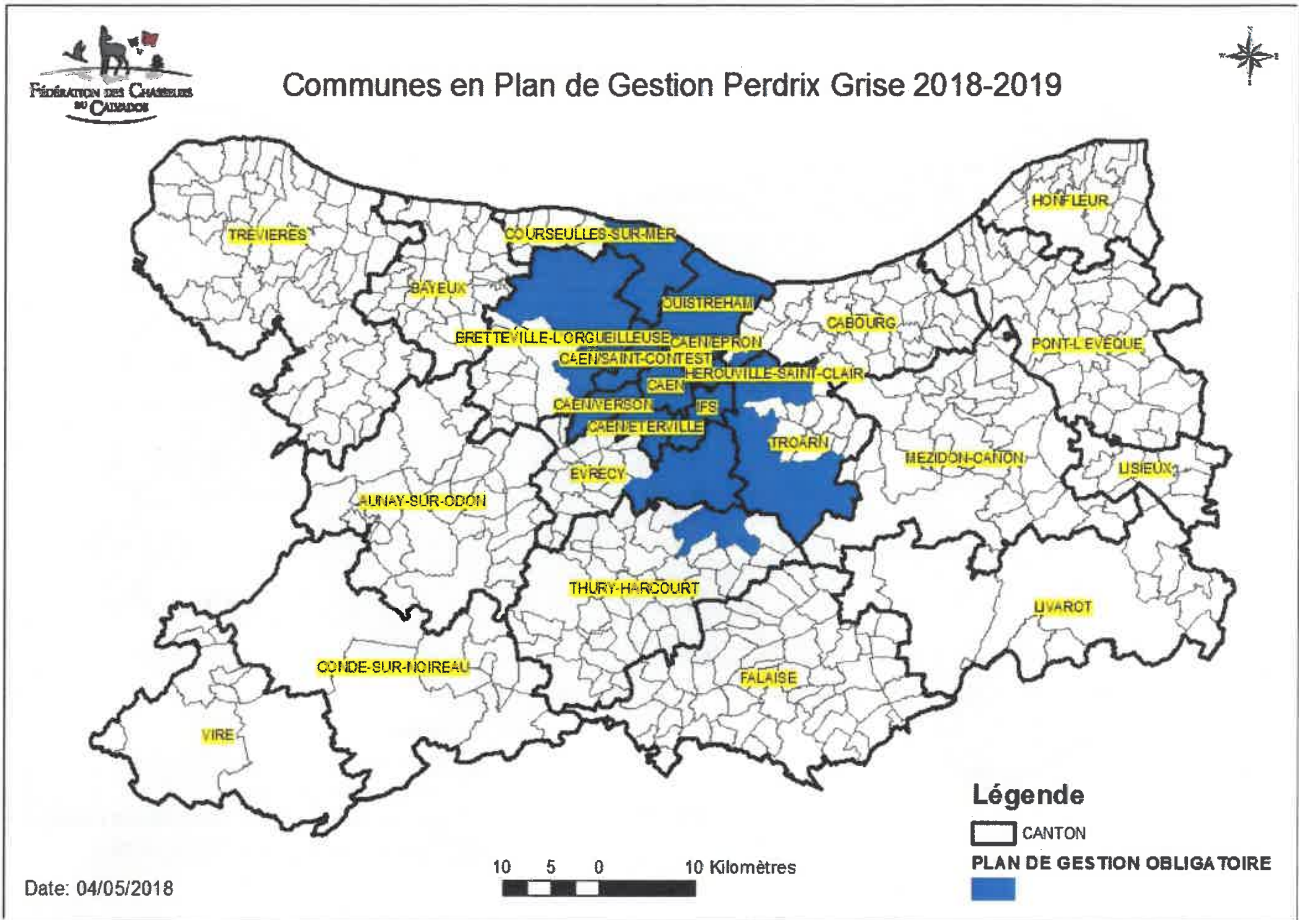 FÉDÉRATION DES CHASSEURS
DU CALVADOS
Communes en Plan de Gestion Perdrix Grise 2018-2019
HONFLEUR
TREVIERES
COURSEULLES-SUR-MER
BAYEUX
OUISTREHAM
CABOURG
BRETTEVILLE-L'ORGUEILLEUSE
CAEN/EPRON
PONT-L'EVEQUE
CAEN/SAINT-CONTEST
HEROUVILLE-SAINT-CLAIR
CAEN
CAEN/VERSON
IFS
CAEN/ETERVILLE
TROARN
MEZIDON-CANON
LISIEUX
EVRECY
AUNAY-SUR-ODON
THURY-HARCOURT
LIVAROT
CONDE-SUR-NOIREAU
FALAISE
VIRE
Légende
CANTON
PLAN DE GESTION OBLIGATOIRE
10 5 0 10 Kilomètres
Date: 04/05/2018